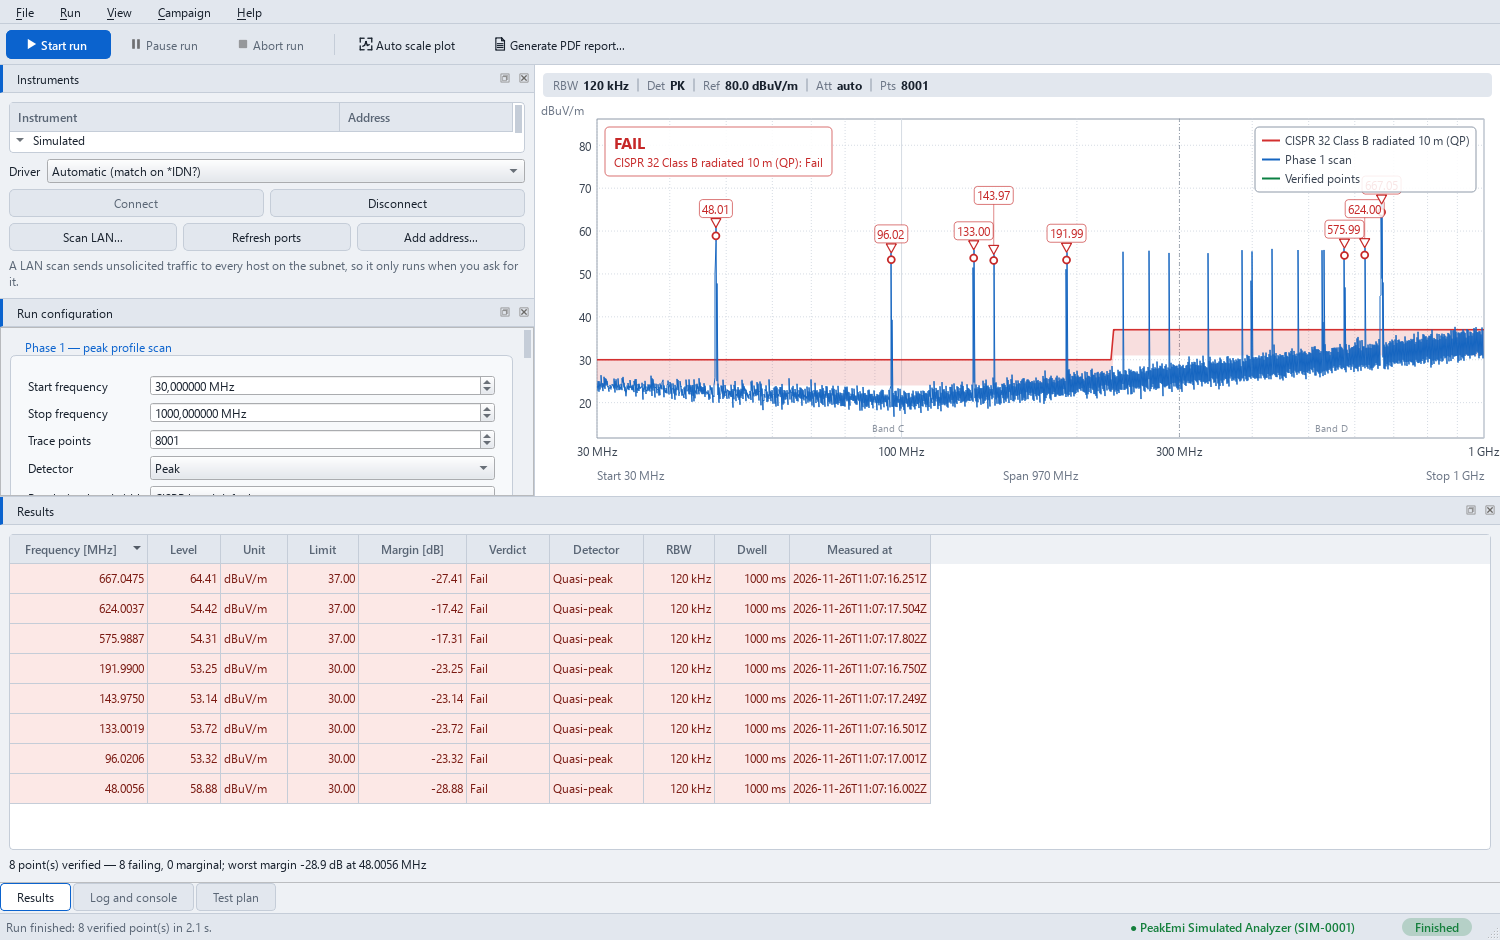 File Run View Campaign Help
Start run Pause run Abort run Auto scale plot Generate PDF report...
Instruments
Instrument Address
Simulated
Driver Automatic (match on *IDN?)
Connect Disconnect
Scan LAN... Refresh ports Add address...
A LAN scan sends unsolicited traffic to every host on the subnet, so it only runs when you ask for
it.
Run configuration
Phase 1 — peak profile scan
Start frequency 30,000000 MHz
Stop frequency 1000,000000 MHz
Trace points 8001
Detector Peak
RBW 120 kHz Det PK Ref 80.0 dBuV/m Att auto Pts 8001
dBuV/m
FAIL
CISPR 32 Class B radiated 10 m (QP): Fail
CISPR 32 Class B radiated 10 m (QP)
Phase 1 scan
Verified points
80
70
60
50
40
30
20
48.01
96.02
133.00
143.97
191.99
575.99
624.00
667.05
Band C Band D
30 MHz 100 MHz 300 MHz 1 GHz
Start 30 MHz Span 970 MHz Stop 1 GHz
Results
Frequency [MHz] Level Unit Limit Margin [dB] Verdict Detector RBW Dwell Measured at
667.0475 64.41 dBuV/m 37.00 -27.41 Fail Quasi-peak 120 kHz 1000 ms 2026-11-26T11:07:16.251Z
624.0037 54.42 dBuV/m 37.00 -17.42 Fail Quasi-peak 120 kHz 1000 ms 2026-11-26T11:07:17.504Z
575.9887 54.31 dBuV/m 37.00 -17.31 Fail Quasi-peak 120 kHz 1000 ms 2026-11-26T11:07:17.802Z
191.9900 53.25 dBuV/m 30.00 -23.25 Fail Quasi-peak 120 kHz 1000 ms 2026-11-26T11:07:16.750Z
143.9750 53.14 dBuV/m 30.00 -23.14 Fail Quasi-peak 120 kHz 1000 ms 2026-11-26T11:07:17.249Z
133.0019 53.72 dBuV/m 30.00 -23.72 Fail Quasi-peak 120 kHz 1000 ms 2026-11-26T11:07:16.501Z
96.0206 53.32 dBuV/m 30.00 -23.32 Fail Quasi-peak 120 kHz 1000 ms 2026-11-26T11:07:17.001Z
48.0056 58.88 dBuV/m 30.00 -28.88 Fail Quasi-peak 120 kHz 1000 ms 2026-11-26T11:07:16.002Z
8 point(s) verified — 8 failing, 0 marginal; worst margin -28.9 dB at 48.0056 MHz
Results Log and console Test plan
Run finished: 8 verified point(s) in 2.1 s. ● PeakEmi Simulated Analyzer (SIM-0001) Finished